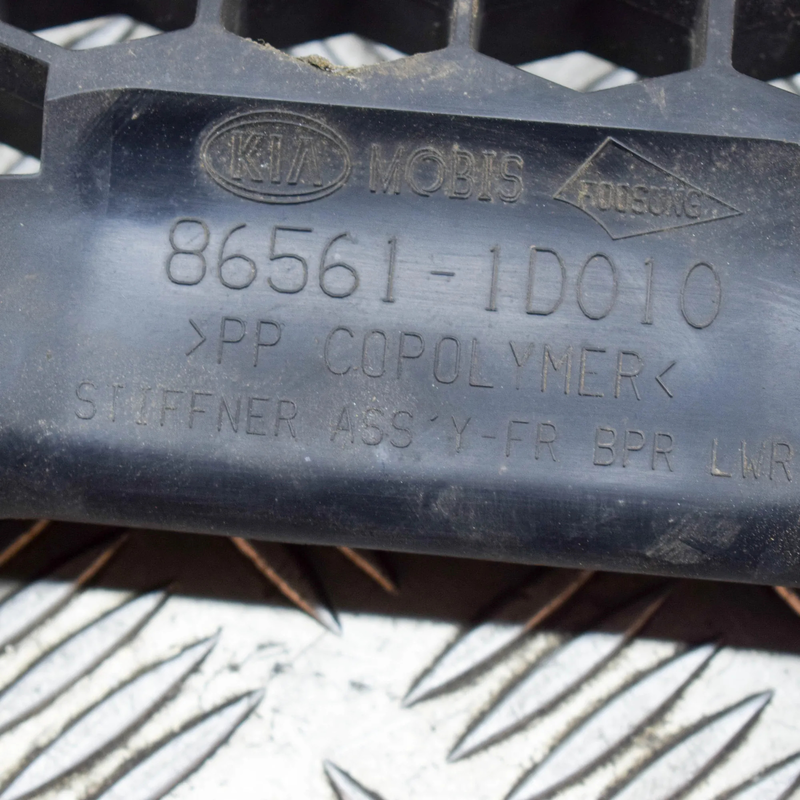 KIA MOBIS
86561-1D010
>PP COPOLYMER<
STIFFNER ASS'Y-FR BPR LWR